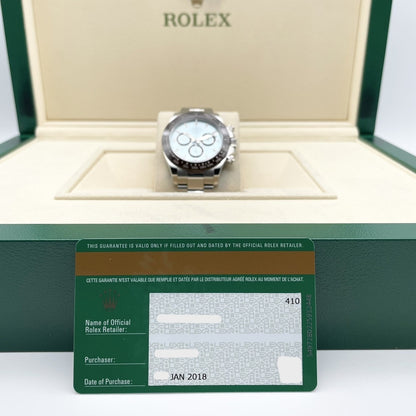 ROLEX
THIS GUARANTEE IS VALID ONLY IF FILLED OUT AND DATED BY THE OFFICIAL ROLEX RETAILER.
CETTE GARANTIE N'EST VALABLE QUE REMPLIE ET DATÉE PAR LE DISTRIBUTEUR AGRÉÉ ROLEX AU MOMENT DE L'ACHAT.
410
Name of Official
Rolex Retailer:
Purchaser:
Date of Purchase:
JAN 2018